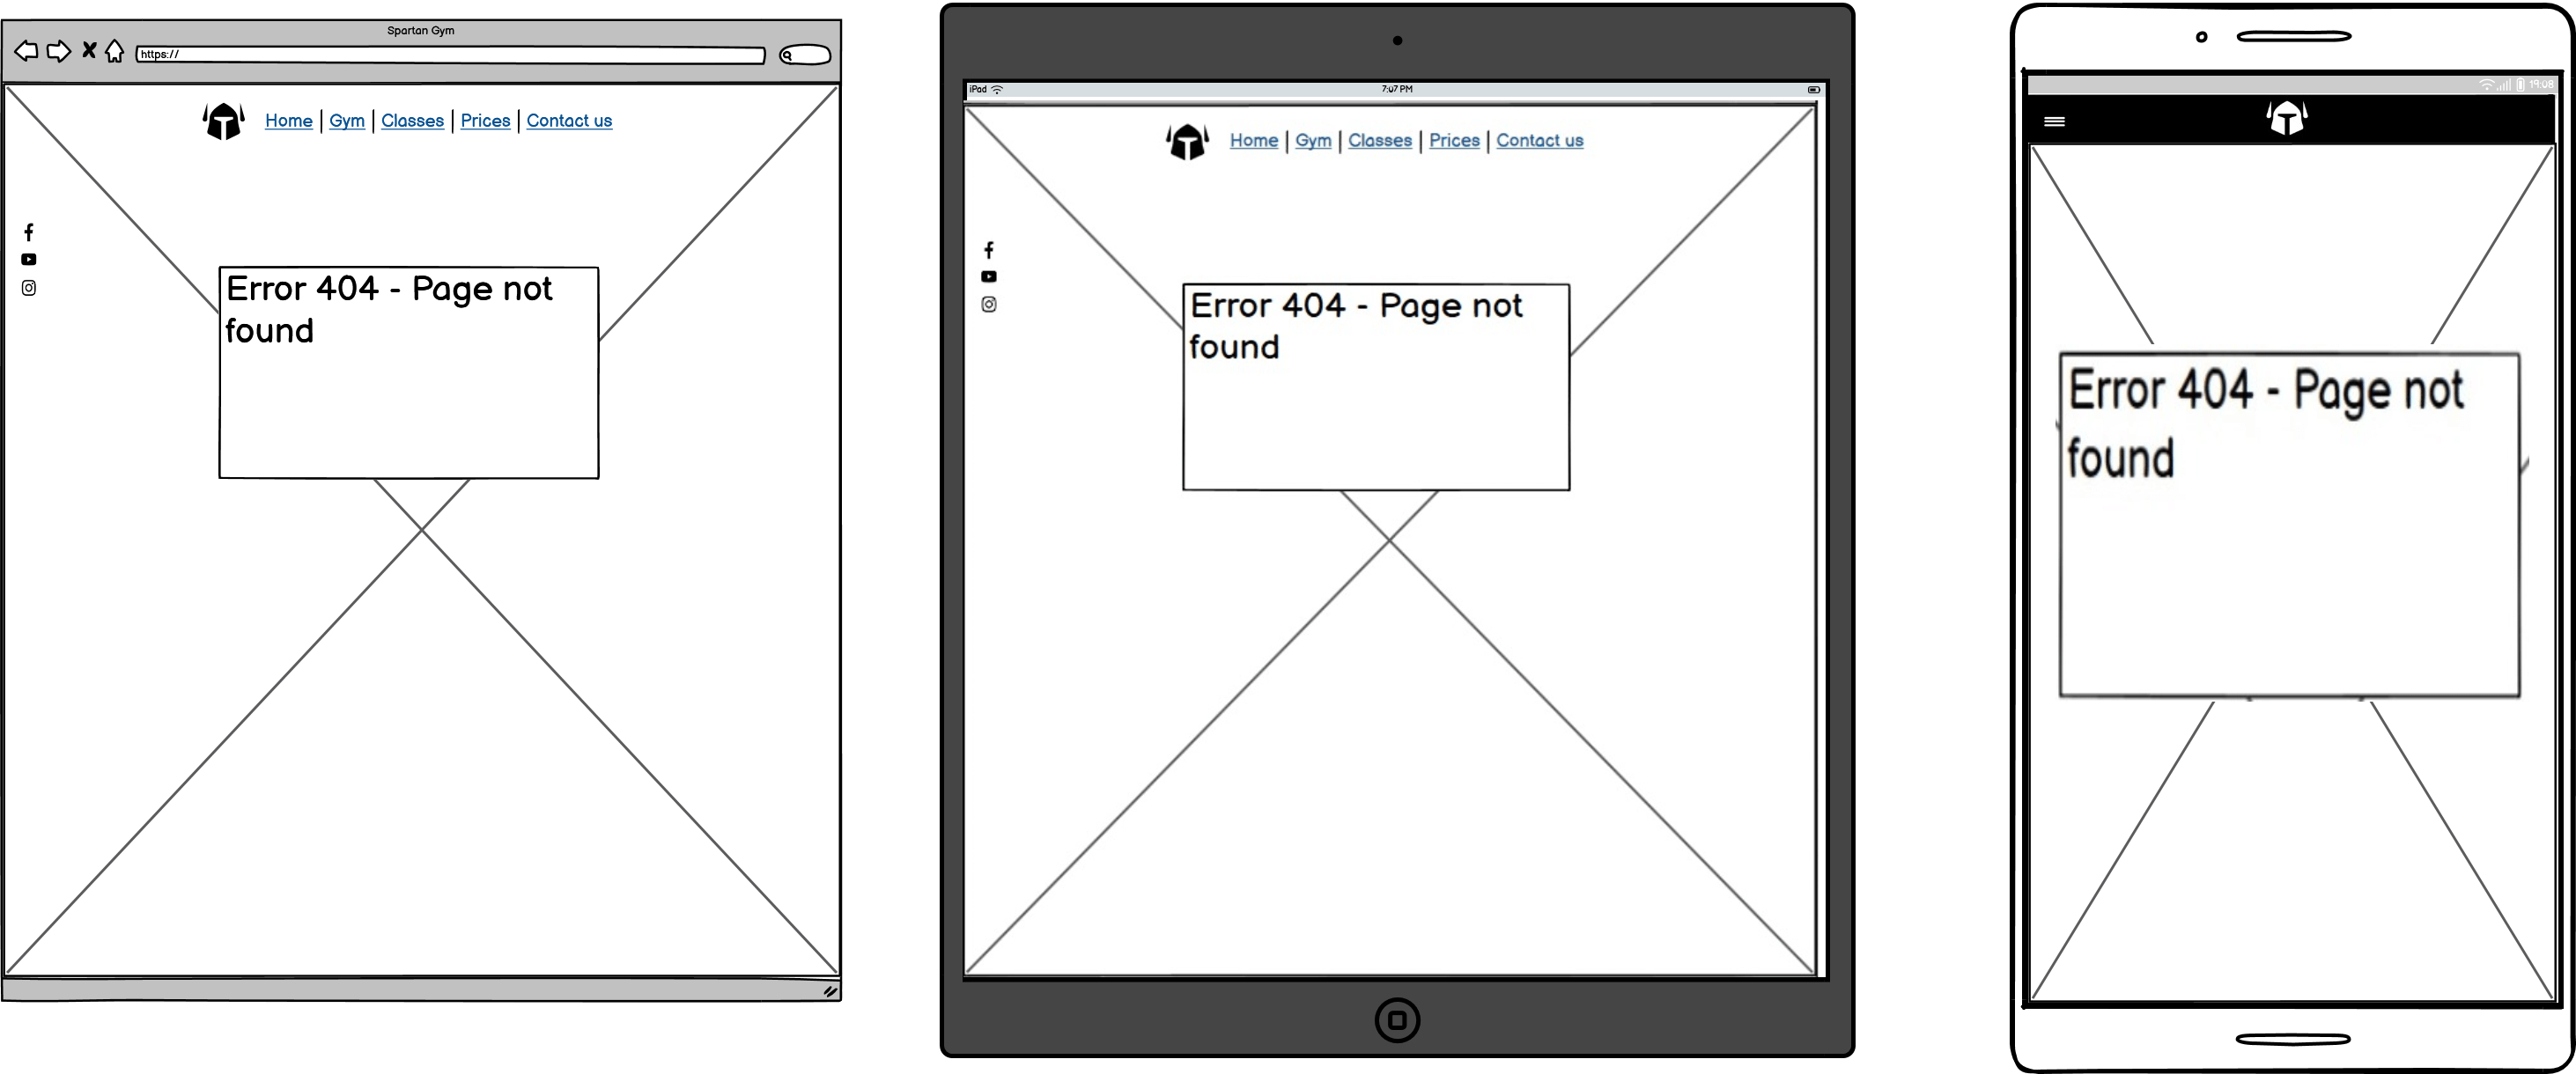 Spartan Gym
https://
Home | Gym | Classes | Prices | Contact us
Error 404 - Page not
found
iPad
7:07 PM
Home | Gym | Classes | Prices | Contact us
Error 404 - Page not
found
19:08
Error 404 - Page not
found